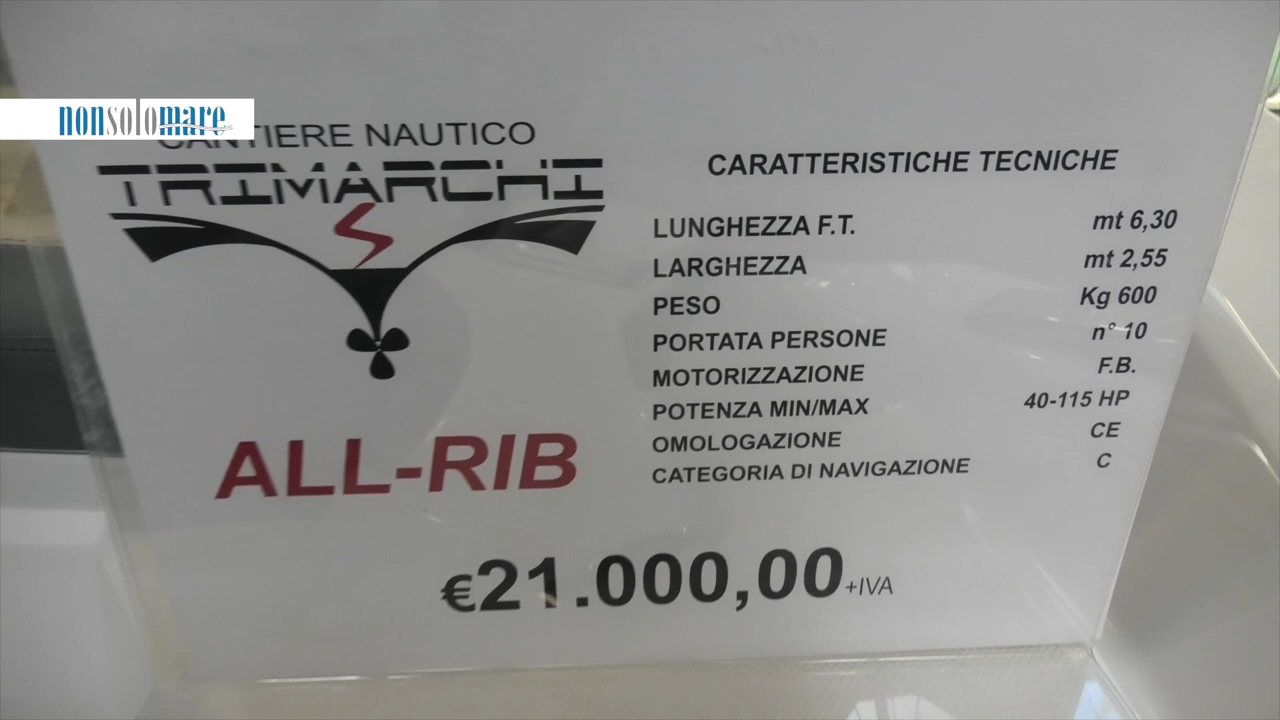 nonsolomare
CANTIERE NAUTICO
TRIMARCHI
S
ALL-RIB
CARATTERISTICHE TECNICHE
LUNGHEZZA F.T. mt 6,30
LARGHEZZA mt 2,55
PESO Kg 600
PORTATA PERSONE n° 10
MOTORIZZAZIONE F.B.
POTENZA MIN/MAX 40-115 HP
OMOLOGAZIONE CE
CATEGORIA DI NAVIGAZIONE C
€21.000,00+IVA